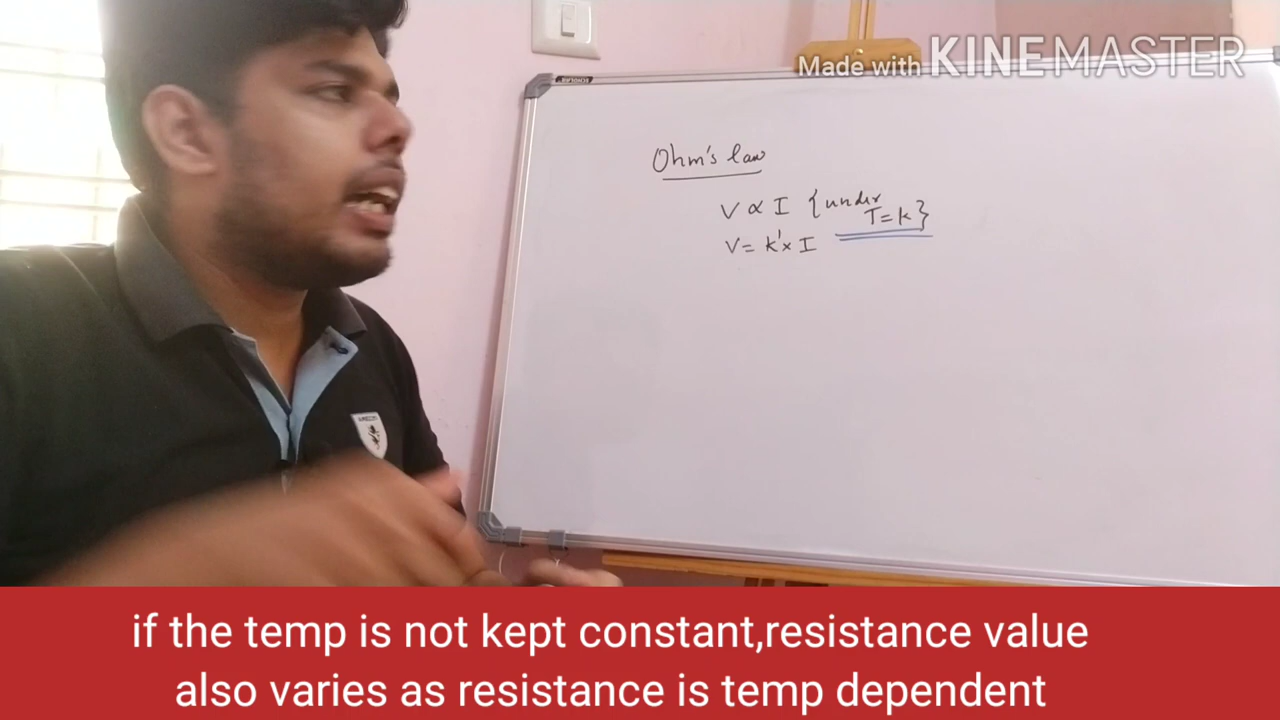 Made with KINEMASTER
SCHOLAR
Ohm's law
V ∝ I {under
T=k}
V= k'x I
if the temp is not kept constant,resistance value
also varies as resistance is temp dependent